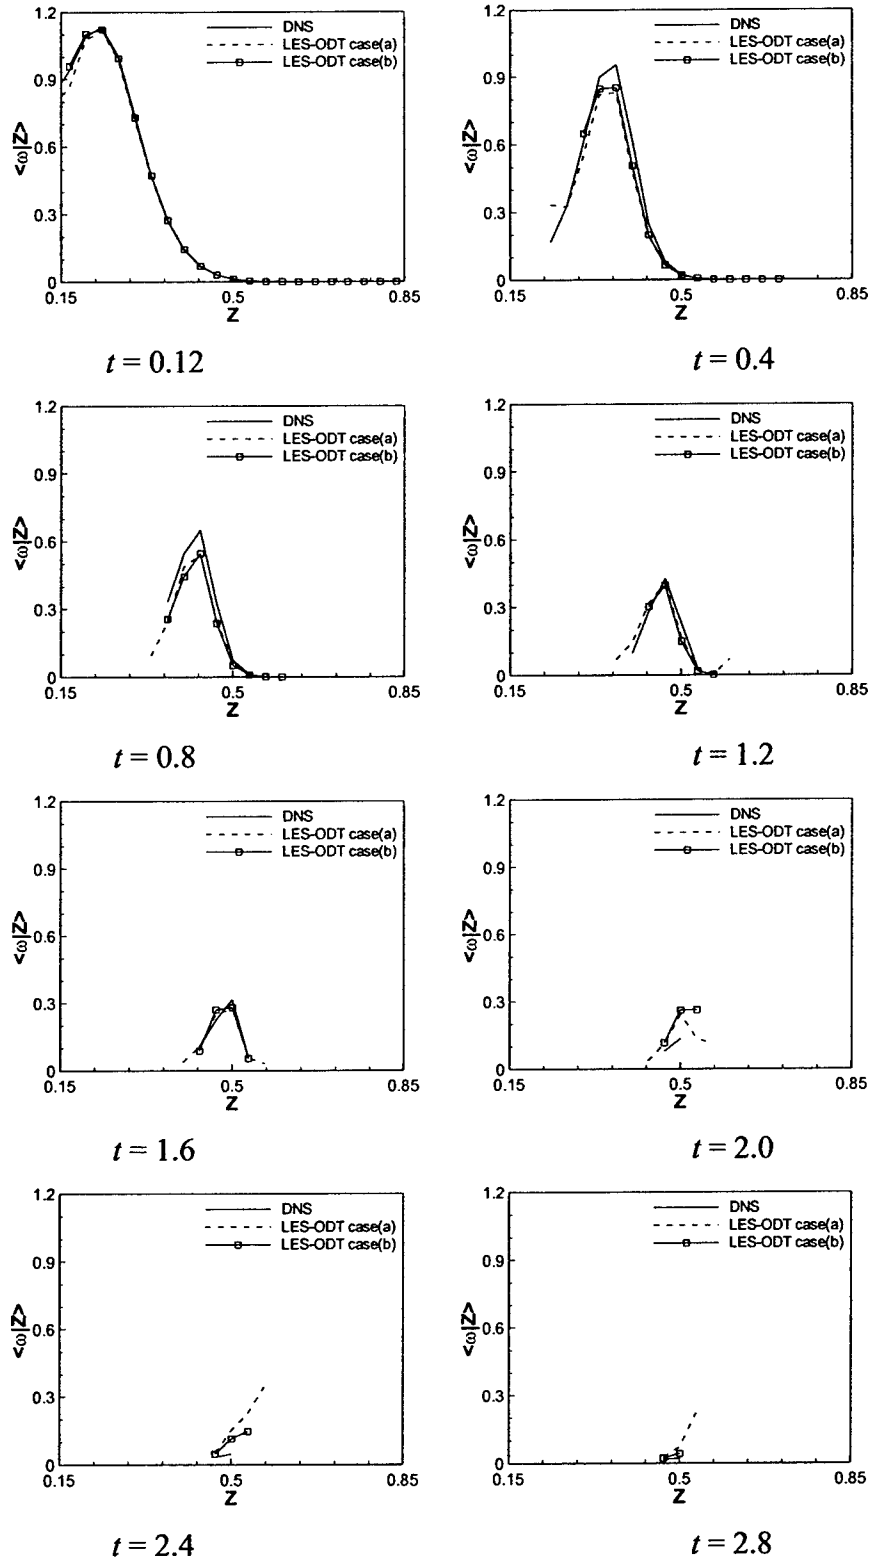 1.2
0.9
0.6
0.3
0
<ω|Z>
DNS
LES-ODT case(a)
LES-ODT case(b)
0.15
0.5
0.85
Z
t = 0.12
1.2
0.9
0.6
0.3
0
<ω|Z>
DNS
LES-ODT case(a)
LES-ODT case(b)
0.15
0.5
0.85
Z
t = 0.4
1.2
0.9
0.6
0.3
0
<ω|Z>
DNS
LES-ODT case(a)
LES-ODT case(b)
0.15
0.5
0.85
Z
t = 0.8
1.2
0.9
0.6
0.3
0
<ω|Z>
DNS
LES-ODT case(a)
LES-ODT case(b)
0.15
0.5
0.85
Z
t = 1.2
1.2
0.9
0.6
0.3
0
<ω|Z>
DNS
LES-ODT case(a)
LES-ODT case(b)
0.15
0.5
0.85
Z
t = 1.6
1.2
0.9
0.6
0.3
0
<ω|Z>
DNS
LES-ODT case(a)
LES-ODT case(b)
0.15
0.5
0.85
Z
t = 2.0
1.2
0.9
0.6
0.3
0
<ω|Z>
DNS
LES-ODT case(a)
LES-ODT case(b)
0.15
0.5
0.85
Z
t = 2.4
1.2
0.9
0.6
0.3
0
<ω|Z>
DNS
LES-ODT case(a)
LES-ODT case(b)
0.15
0.5
0.85
Z
t = 2.8